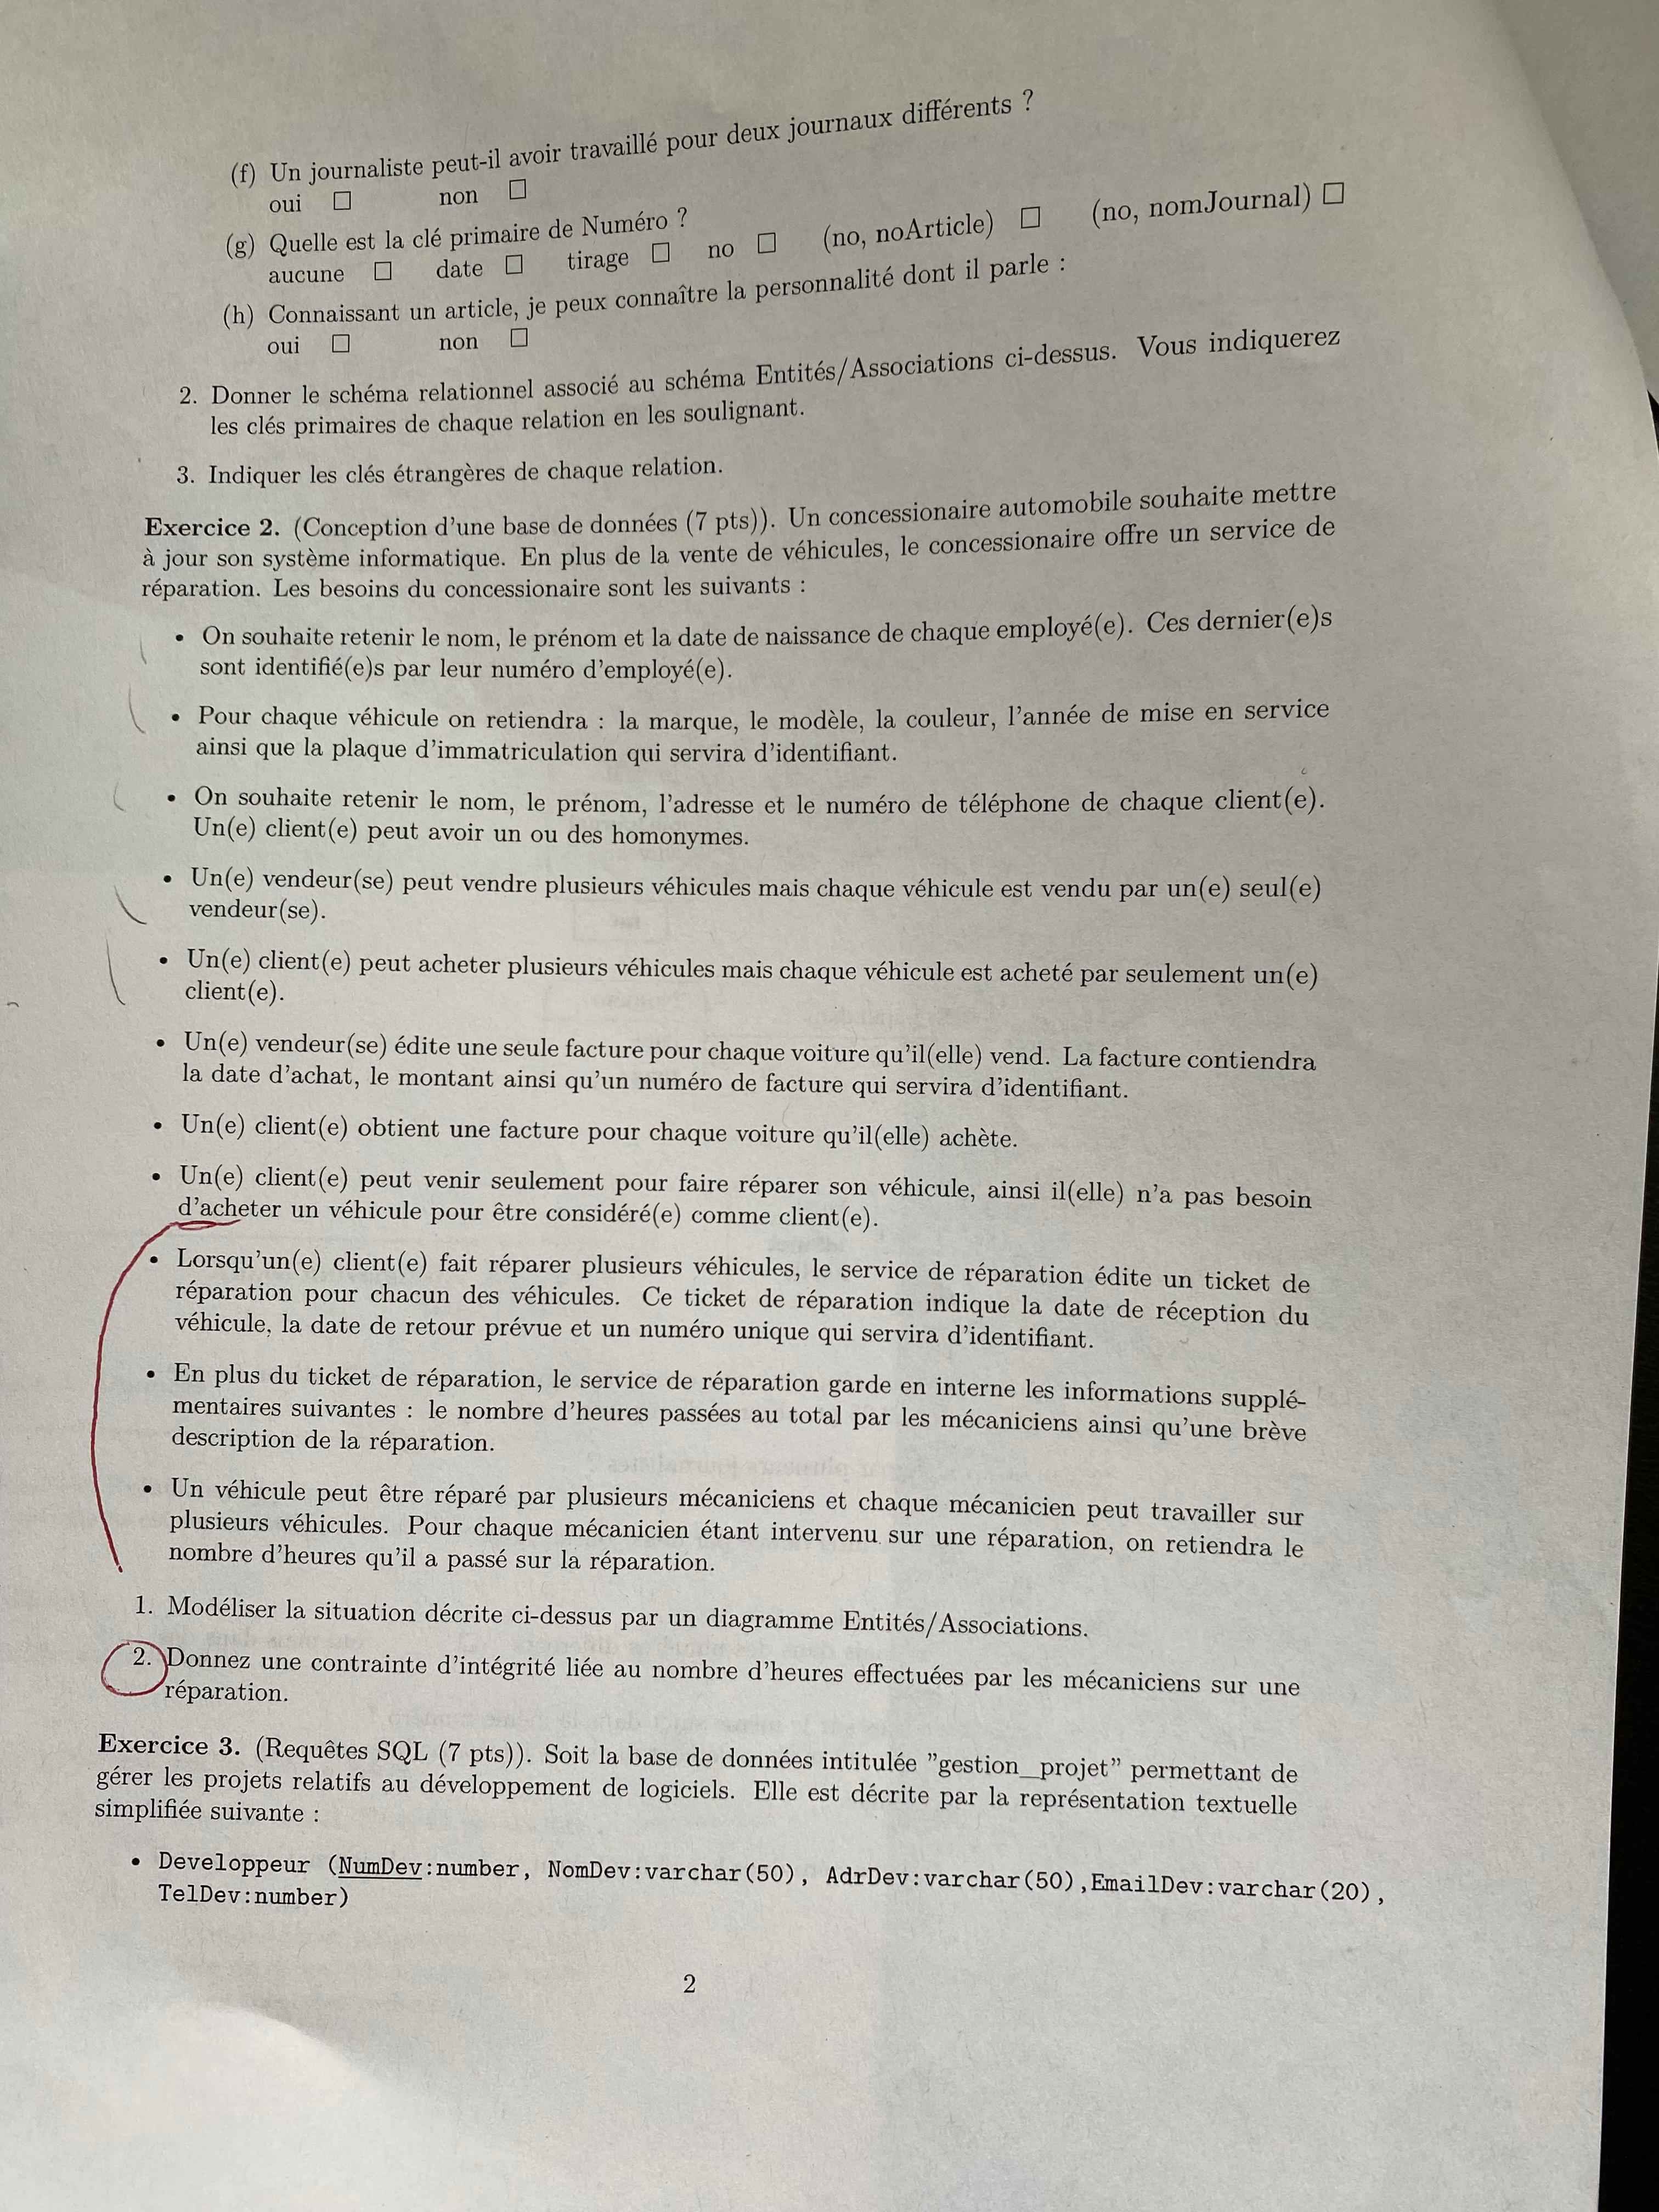 (f) Un journaliste peut-il avoir travaillé pour deux journaux différents ?
oui □ non □
(g) Quelle est la clé primaire de Numéro ?
aucune □ date □ tirage □ no □ (no, noArticle) □ (no, nomJournal) □
(h) Connaissant un article, je peux connaître la personnalité dont il parle :
oui □ non □
2. Donner le schéma relationnel associé au schéma Entités/Associations ci-dessus. Vous indiquerez
les clés primaires de chaque relation en les soulignant.
3. Indiquer les clés étrangères de chaque relation.
Exercice 2. (Conception d'une base de données (7 pts)). Un concessionaire automobile souhaite mettre
à jour son système informatique. En plus de la vente de véhicules, le concessionaire offre un service de
réparation. Les besoins du concessionaire sont les suivants :
• On souhaite retenir le nom, le prénom et la date de naissance de chaque employé(e). Ces dernier(e)s
sont identifié(e)s par leur numéro d'employé(e).
• Pour chaque véhicule on retiendra : la marque, le modèle, la couleur, l'année de mise en service
ainsi que la plaque d'immatriculation qui servira d'identifiant.
• On souhaite retenir le nom, le prénom, l'adresse et le numéro de téléphone de chaque client(e).
Un(e) client(e) peut avoir un ou des homonymes.
• Un(e) vendeur(se) peut vendre plusieurs véhicules mais chaque véhicule est vendu par un(e) seul(e)
vendeur(se).
• Un(e) client(e) peut acheter plusieurs véhicules mais chaque véhicule est acheté par seulement un(e)
client(e).
• Un(e) vendeur(se) édite une seule facture pour chaque voiture qu'il(elle) vend. La facture contiendra
la date d'achat, le montant ainsi qu'un numéro de facture qui servira d'identifiant.
• Un(e) client(e) obtient une facture pour chaque voiture qu'il(elle) achète.
• Un(e) client(e) peut venir seulement pour faire réparer son véhicule, ainsi il(elle) n'a pas besoin
d'acheter un véhicule pour être considéré(e) comme client(e).
• Lorsqu'un(e) client(e) fait réparer plusieurs véhicules, le service de réparation édite un ticket de
réparation pour chacun des véhicules. Ce ticket de réparation indique la date de réception du
véhicule, la date de retour prévue et un numéro unique qui servira d'identifiant.
• En plus du ticket de réparation, le service de réparation garde en interne les informations supplé-
mentaires suivantes : le nombre d'heures passées au total par les mécaniciens ainsi qu'une brève
description de la réparation.
• Un véhicule peut être réparé par plusieurs mécaniciens et chaque mécanicien peut travailler sur
plusieurs véhicules. Pour chaque mécanicien étant intervenu sur une réparation, on retiendra le
nombre d'heures qu'il a passé sur la réparation.
1. Modéliser la situation décrite ci-dessus par un diagramme Entités/Associations.
2. Donnez une contrainte d'intégrité liée au nombre d'heures effectuées par les mécaniciens sur une
réparation.
Exercice 3. (Requêtes SQL (7 pts)). Soit la base de données intitulée "gestion_projet" permettant de
gérer les projets relatifs au développement de logiciels. Elle est décrite par la représentation textuelle
simplifiée suivante :
• Developpeur (NumDev:number, NomDev:varchar(50), AdrDev:varchar(50),EmailDev:varchar(20),
TelDev:number)
2